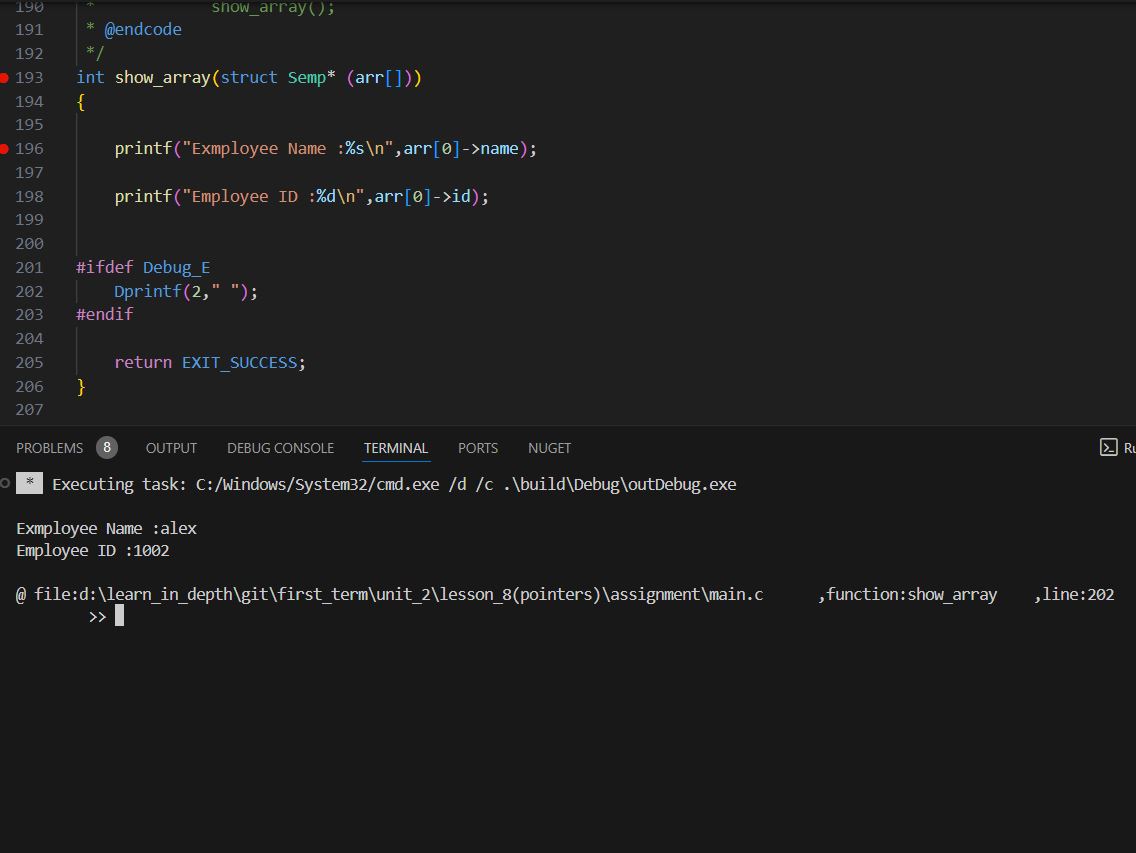 190 * show_array();
191 * @endcode
192 */
193 int show_array(struct Semp* (arr[]))
194 {
195
196 printf("Exmployee Name :%s\n",arr[0]->name);
197
198 printf("Employee ID :%d\n",arr[0]->id);
199
200
201 #ifdef Debug_E
202 Dprintf(2," ");
203 #endif
204
205 return EXIT_SUCCESS;
206 }
207
PROBLEMS 8 OUTPUT DEBUG CONSOLE TERMINAL PORTS NUGET Ru
* Executing task: C:/Windows/System32/cmd.exe /d /c .\build\Debug\outDebug.exe
Exmployee Name :alex
Employee ID :1002
@ file:d:\learn_in_depth\git\first_term\unit_2\lesson_8(pointers)\assignment\main.c ,function:show_array ,line:202
>>